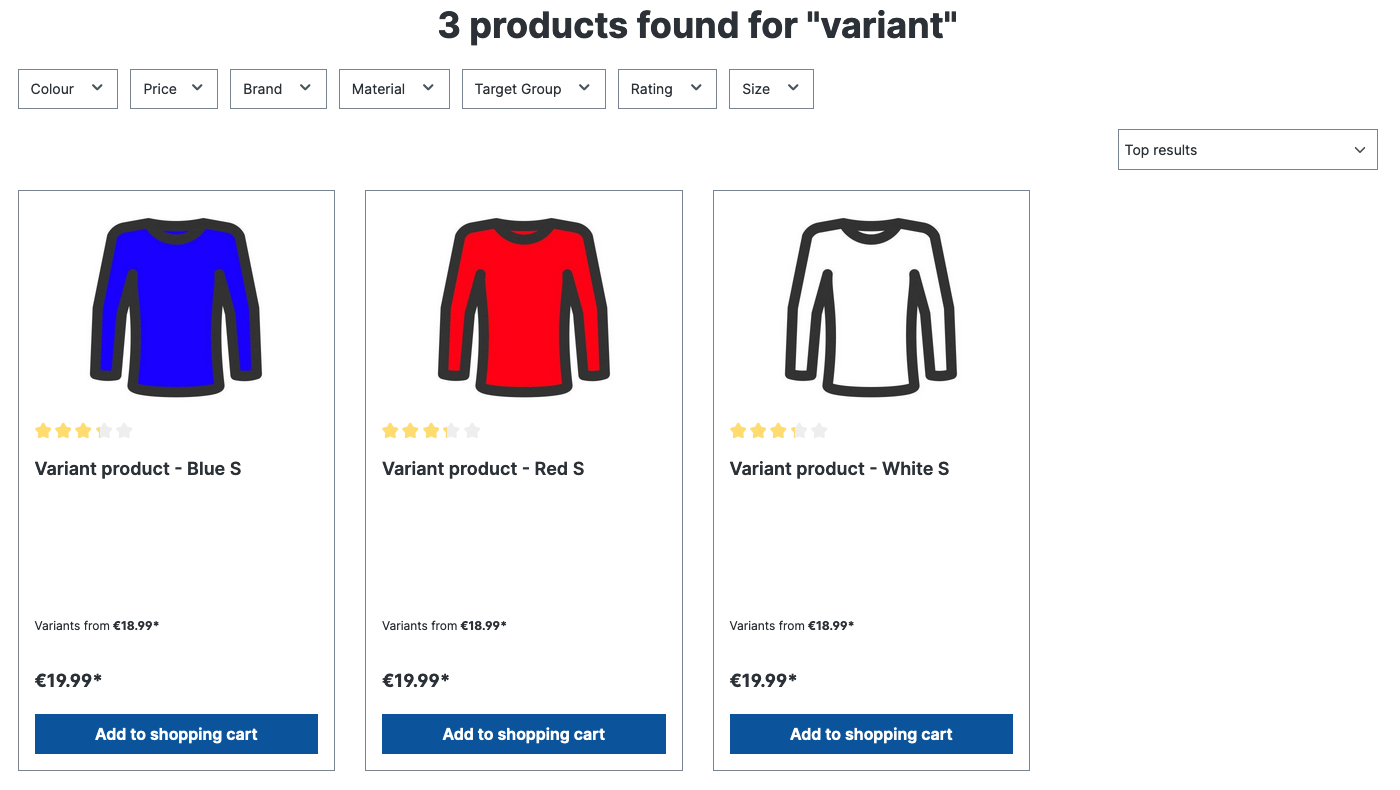 3 products found for "variant"
Colour Price Brand Material Target Group Rating Size
Top results
Variant product - Blue S
Variants from €18.99*
€19.99*
Add to shopping cart
Variant product - Red S
Variants from €18.99*
€19.99*
Add to shopping cart
Variant product - White S
Variants from €18.99*
€19.99*
Add to shopping cart